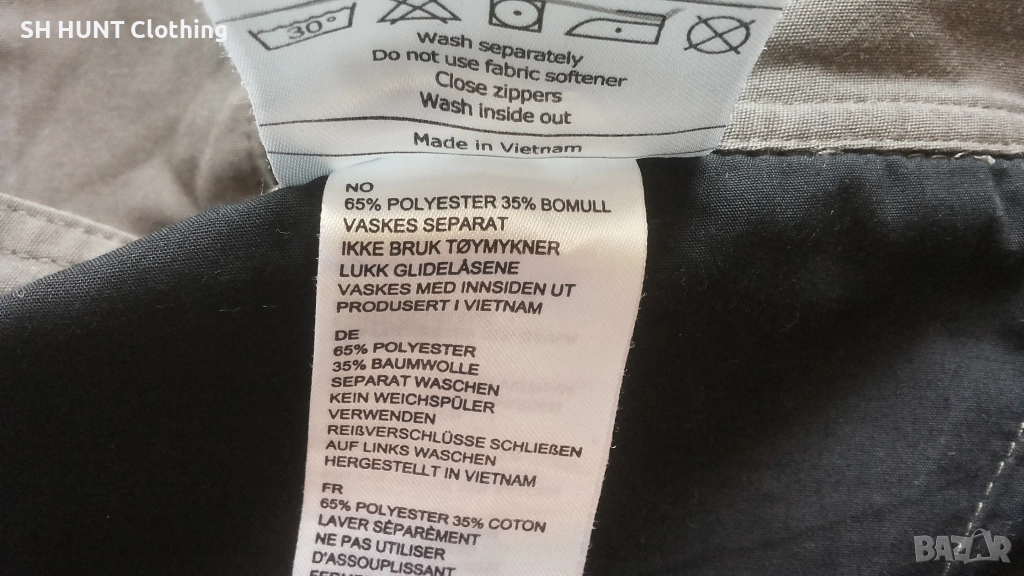 SH HUNT Clothing
30°
Wash separately
Do not use fabric softener
Close zippers
Wash inside out
Made in Vietnam
NO
65% POLYESTER 35% BOMULL
VASKES SEPARAT
IKKE BRUK TØYMYKNER
LUKK GLIDELÅSENE
VASKES MED INNSIDEN UT
PRODUSERT I VIETNAM
DE
65% POLYESTER
35% BAUMWOLLE
SEPARAT WASCHEN
KEIN WEICHSPÜLER
VERWENDEN
REIßVERSCHLÜSSE SCHLIEßEN
AUF LINKS WASCHEN
HERGESTELLT IN VIETNAM
FR
65% POLYESTER 35% COTON
LAVER SÉPARÉMENT
NE PAS UTILISER
D'ASSOUPLISSANT
BAZAR